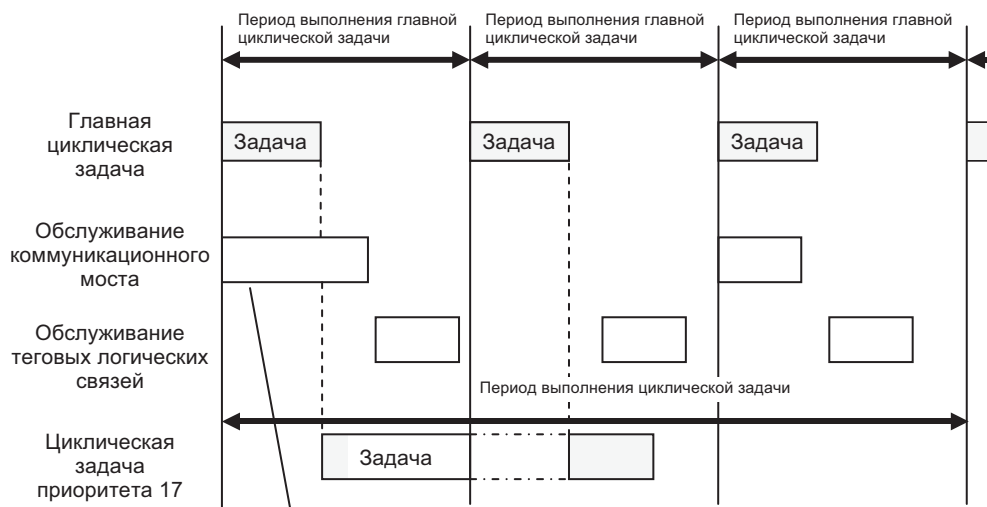 Период выполнения главной
циклической задачи
Период выполнения главной
циклической задачи
Период выполнения главной
циклической задачи
Главная
циклическая
задача
Задача
Задача
Задача
Обслуживание
коммуникационного
моста
Обслуживание
теговых логических
связей
Период выполнения циклической задачи
Циклическая
задача
приоритета 17
Задача